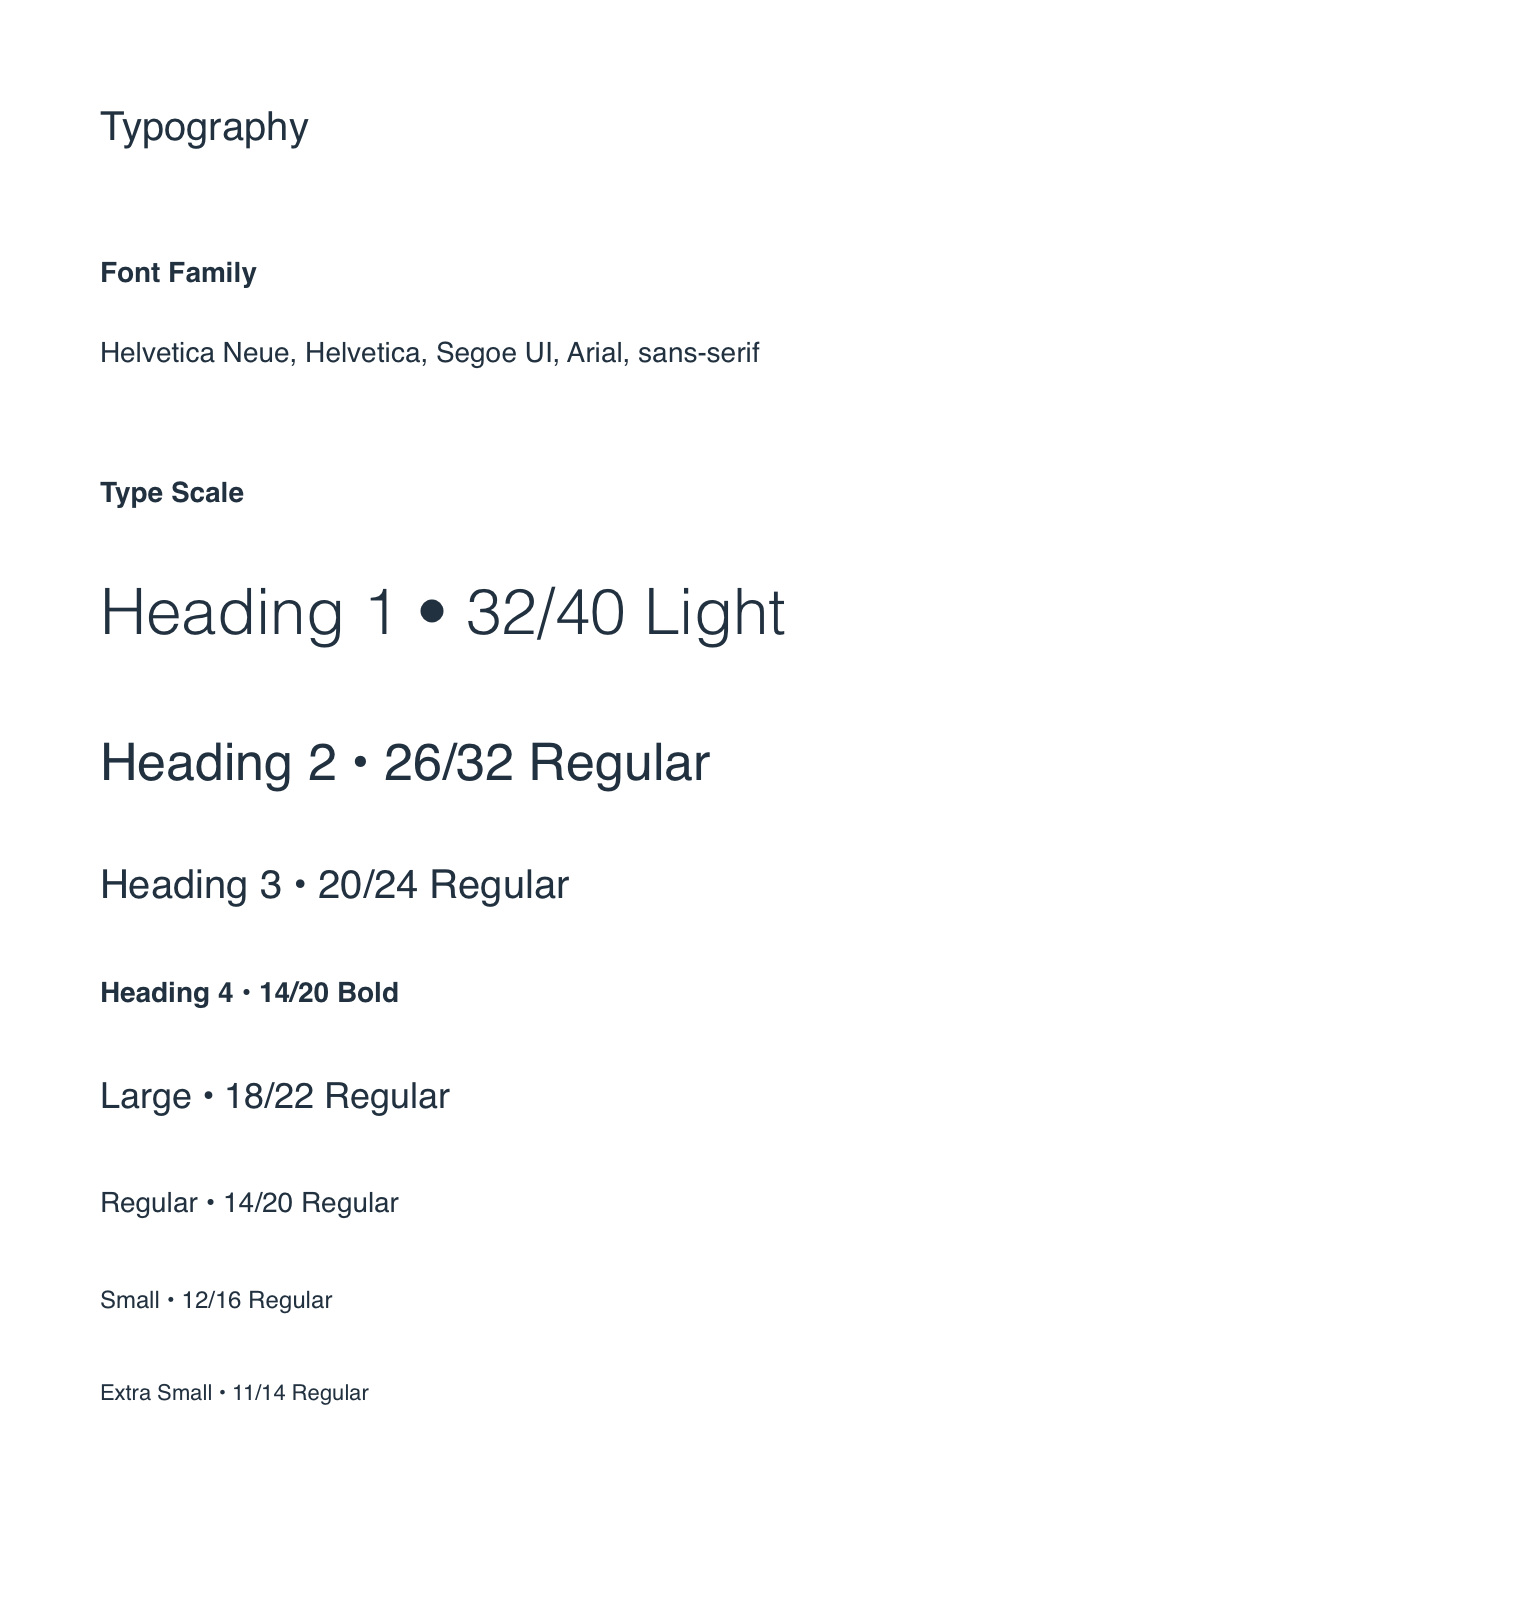 Typography
Font Family
Helvetica Neue, Helvetica, Segoe UI, Arial, sans-serif
Type Scale
Heading 1 • 32/40 Light
Heading 2 • 26/32 Regular
Heading 3 • 20/24 Regular
Heading 4 • 14/20 Bold
Large • 18/22 Regular
Regular • 14/20 Regular
Small • 12/16 Regular
Extra Small • 11/14 Regular